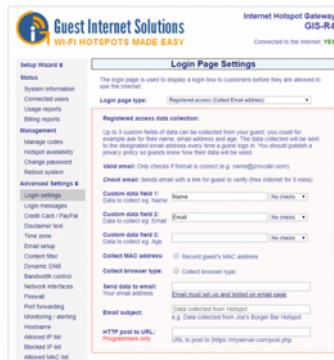 Guest Internet Solutions
WI-FI HOTSPOTS MADE EASY
Internet Hotspot Gateway
GIS-R4
Connected to the Internet: YES
Setup Wizard
Status
System information
Connected users
Usage reports
Billing reports
Management
Manage codes
Hotspot availability
Change password
Reboot system
Advanced Settings
Login settings
Login messages
Credit Card / PayPal
Disclaimer text
Time zone
Email setup
Content filter
Dynamic DNS
Bandwidth control
Network interfaces
Firewall
Port forwarding
Monitoring / alerting
Hostname
Allowed IP list
Blocked IP list
Allowed MAC list
Login Page Settings
The login page is used to display a login box to customers before they are allowed to
use the internet.
Login page type: Registered access (Collect Email address)
Registered access data collection:
Up to 3 custom fields of data can be collected from your guest, you could for
example ask for their name, email address and age. The data collected will be sent
to the designated email address every time a guest logs in. You should publish a
privacy policy so guests know how their data will be used.
Valid email: Only checks if format is correct (e.g. name@provider.com).
Check email: Sends email with a link for guest to verify (free internet for 5 mins)
Custom data field 1: Name No checks
Data to collect eg: Name
Custom data field 2: Email No checks
Data to collect eg: Email
Custom data field 3: No checks
Data to collect eg: Age
Collect MAC address: Record guest's MAC address
Collect browser type: Collect browser type
Send data to email:
Your email address Email must set up and tested on email page
Email subject: Data collected from Hotspot
e.g. Data collected from Joe's Burger Bar Hotspot
HTTP post to URL:
Programmers only URL to post to (https://myserver.com/post.php